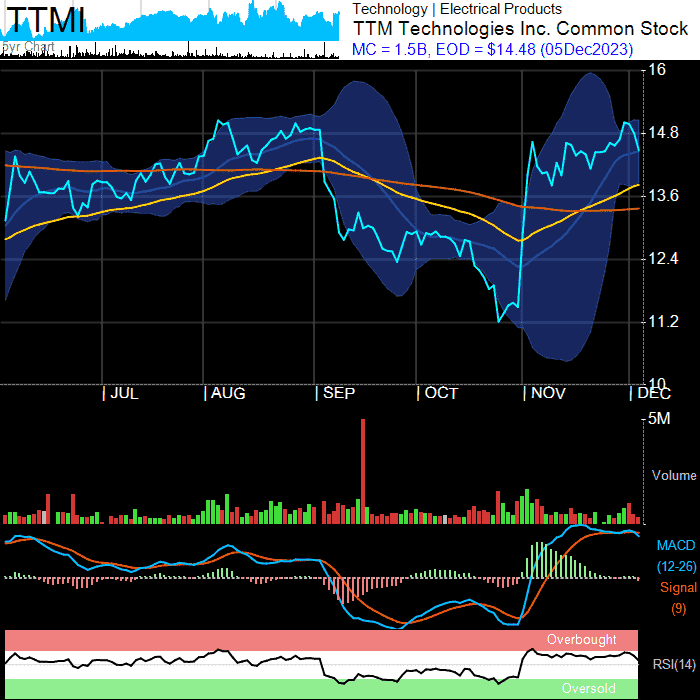 TTMI
5yr Chart
Technology | Electrical Products
TTM Technologies Inc. Common Stock
MC = 1.5B, EOD = $14.48 (05Dec2023)
16
14.8
13.6
12.4
11.2
10
| JUL | AUG | SEP | OCT | NOV | DEC
5M
Volume
MACD
(12-26)
Signal
(9)
Overbought
RSI(14)
Oversold